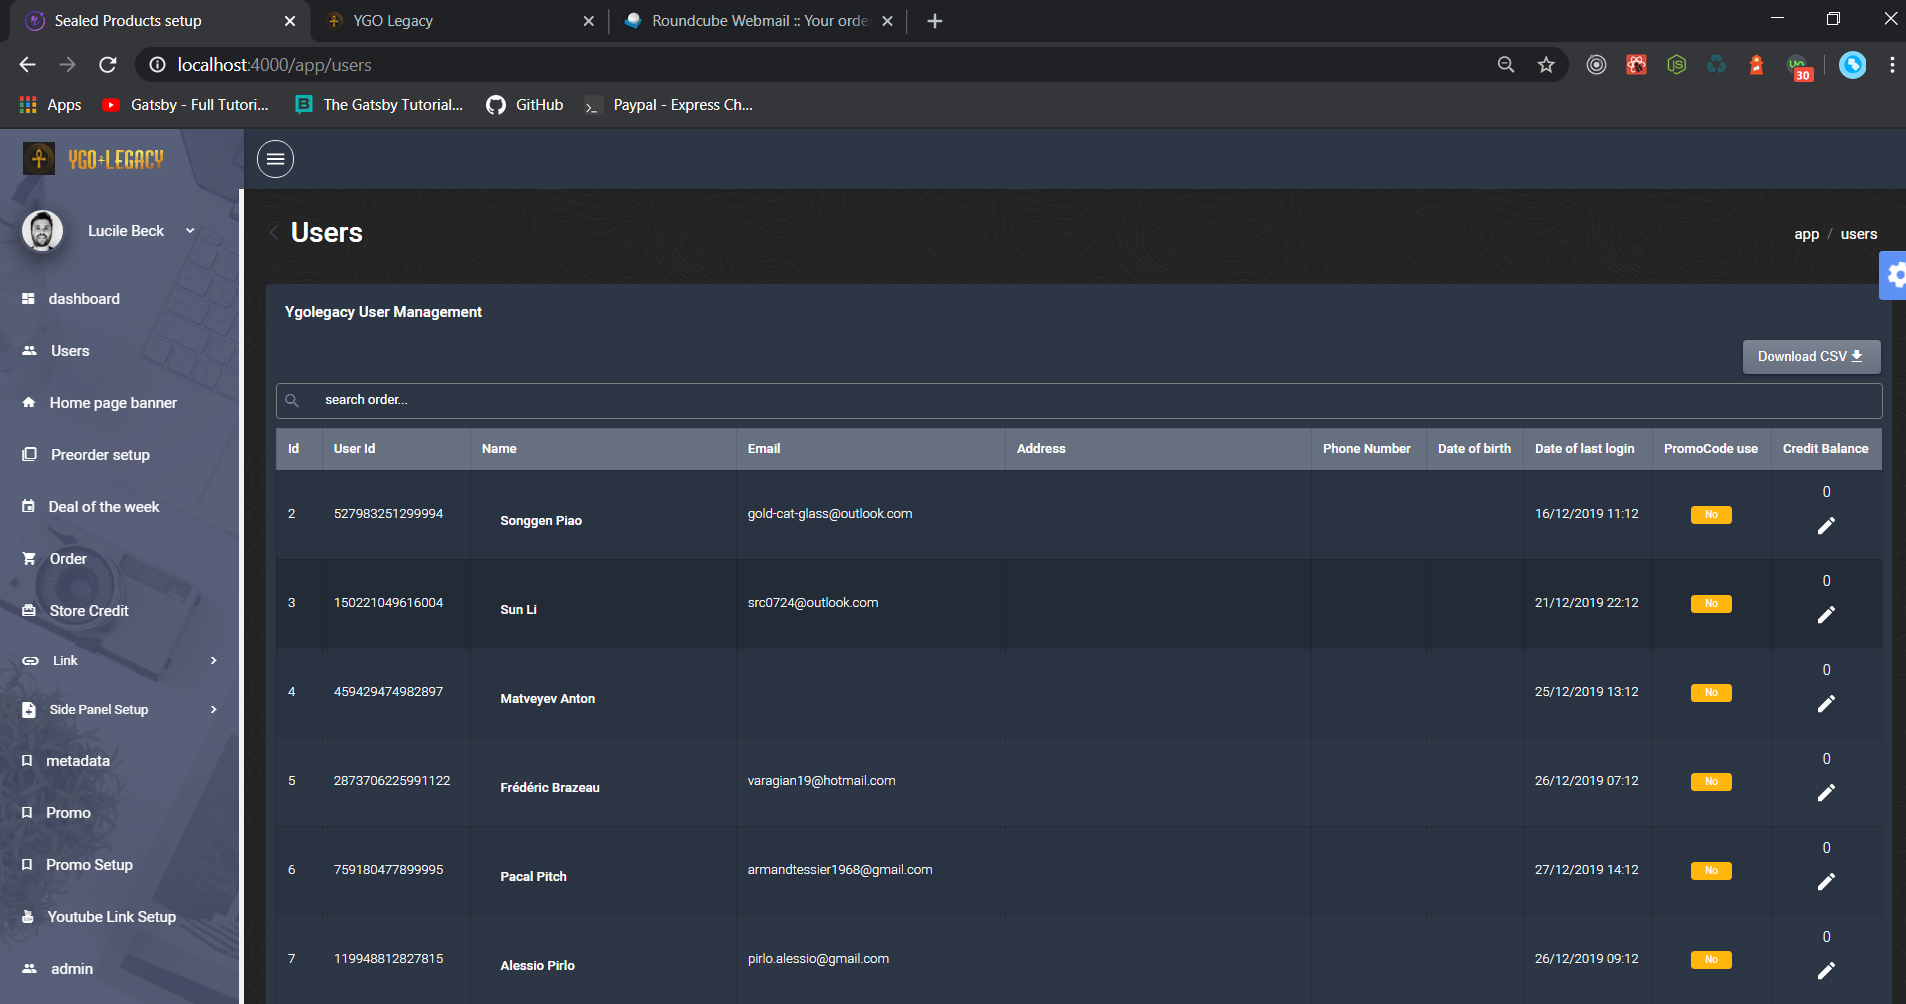 Sealed Products setup
YGO Legacy
Roundcube Webmail :: Your orde
localhost:4000/app/users
30
Apps
Gatsby - Full Tutori...
The Gatsby Tutorial...
GitHub
Paypal - Express Ch...
YGO LEGACY
Lucile Beck
dashboard
Users
Home page banner
Preorder setup
Deal of the week
Order
Store Credit
Link
Side Panel Setup
metadata
Promo
Promo Setup
Youtube Link Setup
admin
Users
app / users
Ygolegacy User Management
Download CSV
search order...
Id User Id Name Email Address Phone Number Date of birth Date of last login PromoCode use Credit Balance
2 527983251299994 Songgen Piao gold-cat-glass@outlook.com 16/12/2019 11:12 No 0
3 150221049616004 Sun Li src0724@outlook.com 21/12/2019 22:12 No 0
4 459429474982897 Matveyev Anton 25/12/2019 13:12 No 0
5 2873706225991122 Frédéric Brazeau varagian19@hotmail.com 26/12/2019 07:12 No 0
6 759180477899995 Pacal Pitch armandtessier1968@gmail.com 27/12/2019 14:12 No 0
7 119948812827815 Alessio Pirlo pirlo.alessio@gmail.com 26/12/2019 09:12 No 0